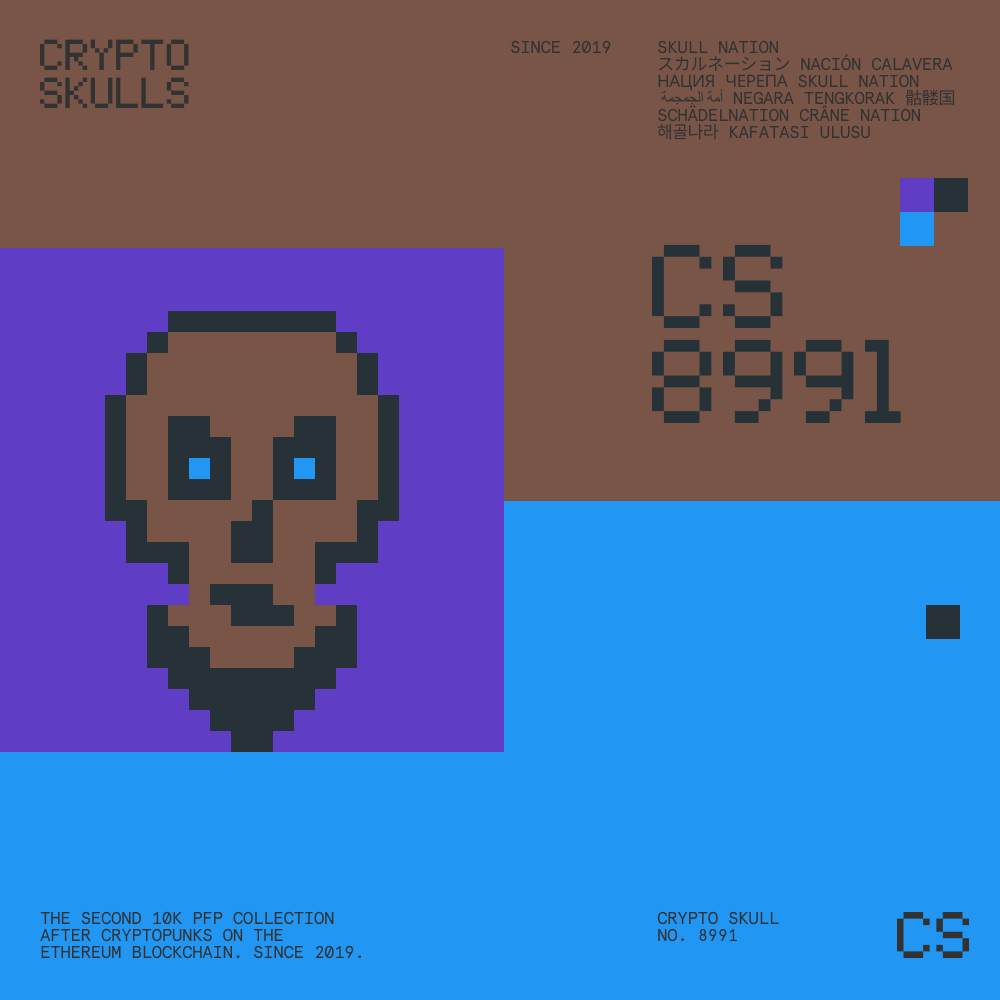 CRYPTO
SKULLS
SINCE 2019
SKULL NATION
スカルネーション NACIÓN CALAVERA
НАЦИЯ ЧЕРЕПА SKULL NATION
أمة الجمجمة NEGARA TENGKORAK 骷髅国
SCHÄDELNATION CRÂNE NATION
해골나라 KAFATASI ULUSU
CS
8991
THE SECOND 10K PFP COLLECTION
AFTER CRYPTOPUNKS ON THE
ETHEREUM BLOCKCHAIN. SINCE 2019.
CRYPTO SKULL
NO. 8991
CS